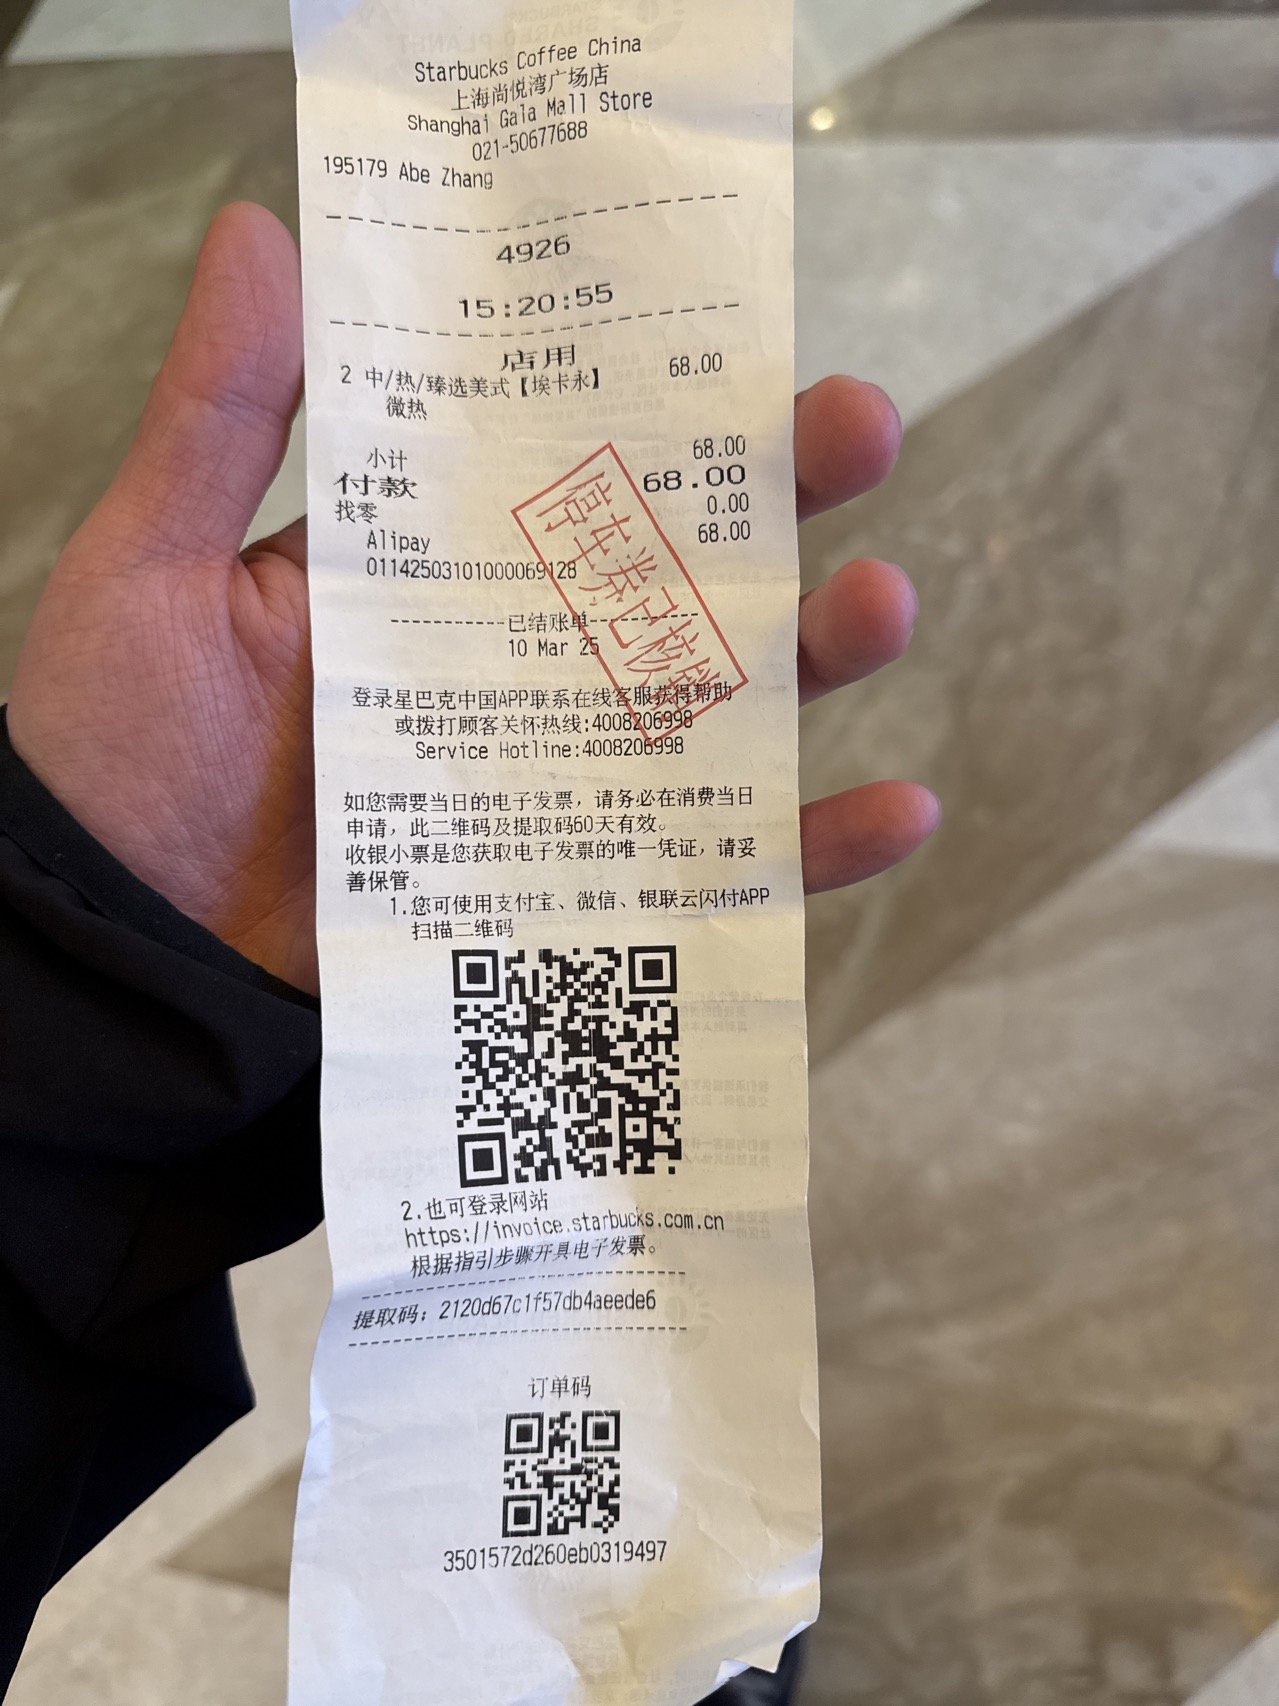 Starbucks Coffee China
上海尚悦湾广场店
Shanghai Gala Mall Store
021-50677688
195179 Abe Zhang
4926
15:20:55
店用
2 中/热/臻选美式【埃卡永】 68.00
微热
小计 68.00
付款 68.00
找零 0.00
Alipay 68.00
01142503101000069128
停车券已核销
-----------已结账单-----------
10 Mar 25
登录星巴克中国APP联系在线客服获得帮助
或拨打顾客关怀热线:4008206998
Service Hotline:4008206998
如您需要当日的电子发票，请务必在消费当日
申请，此二维码及提取码60天有效。
收银小票是您获取电子发票的唯一凭证，请妥
善保管。
1.您可使用支付宝、微信、银联云闪付APP
扫描二维码
2.也可登录网站
https://invoice.starbucks.com.cn
根据指引步骤开具电子发票。
提取码：2120d67c1f57db4aeede6
订单码
3501572d260eb0319497